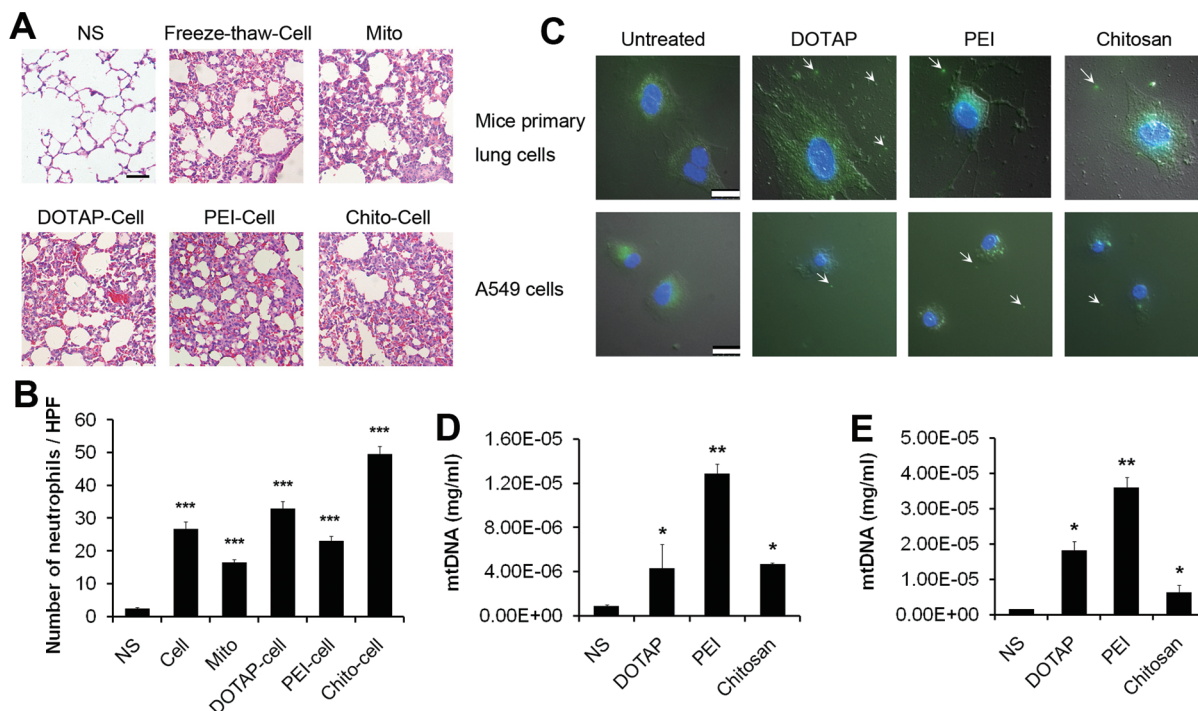 A
NS
Freeze-thaw-Cell
Mito
DOTAP-Cell
PEI-Cell
Chito-Cell
C
Untreated
DOTAP
PEI
Chitosan
Mice primary
lung cells
A549 cells
B
Number of neutrophils / HPF
60
50
40
30
20
10
0
***
***
***
***
***
NS
Cell
Mito
DOTAP-cell
PEI-cell
Chito-cell
D
mtDNA (mg/ml)
1.60E-05
1.20E-05
8.00E-06
4.00E-06
0.00E+00
*
**
*
NS
DOTAP
PEI
Chitosan
E
mtDNA (mg/ml)
5.00E-05
4.00E-05
3.00E-05
2.00E-05
1.00E-05
0.00E+00
*
**
*
NS
DOTAP
PEI
Chitosan